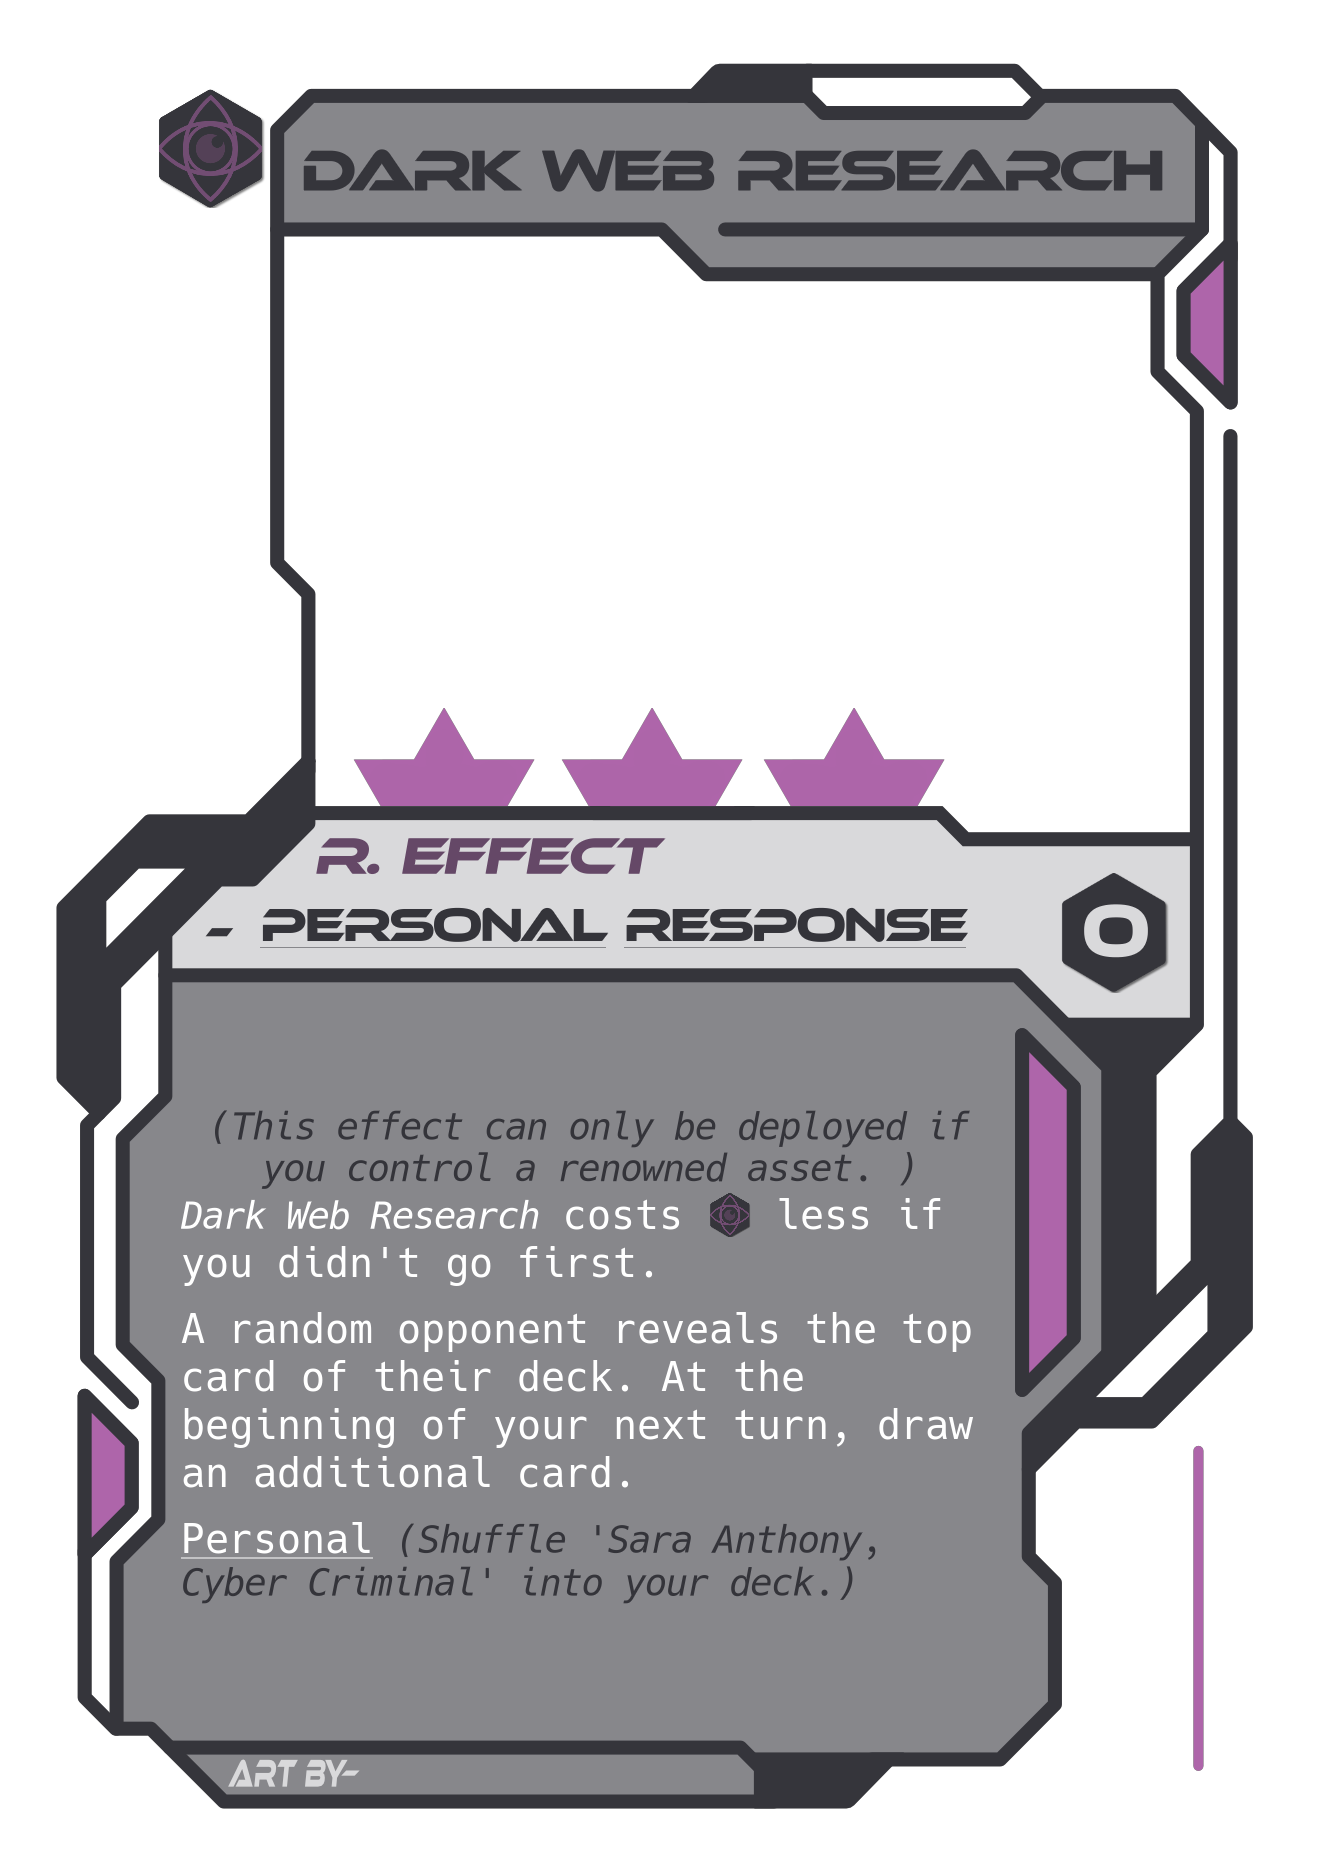 DARK WEB RESEARCH
R. EFFECT
- PERSONAL RESPONSE
0
(This effect can only be deployed if
you control a renowned asset. )
Dark Web Research costs less if
you didn't go first.
A random opponent reveals the top
card of their deck. At the
beginning of your next turn, draw
an additional card.
Personal (Shuffle 'Sara Anthony,
Cyber Criminal' into your deck.)
ART BY-